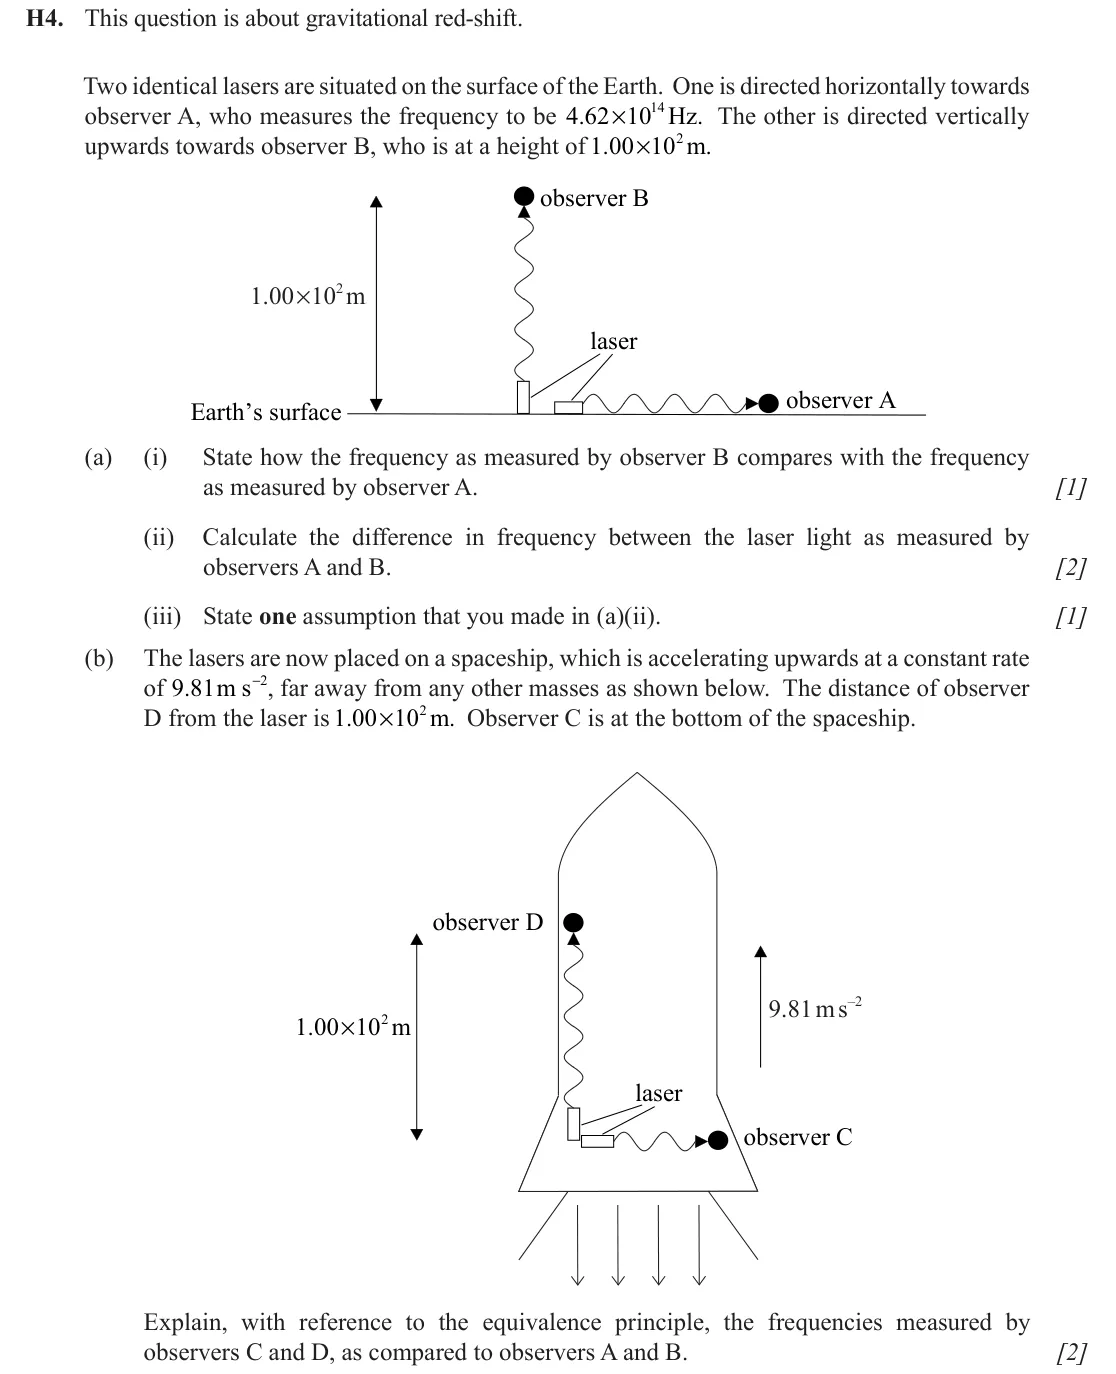 H4. This question is about gravitational red-shift.
Two identical lasers are situated on the surface of the Earth. One is directed horizontally towards
observer A, who measures the frequency to be 4.62×10¹⁴ Hz. The other is directed vertically
upwards towards observer B, who is at a height of 1.00×10² m.
observer B
1.00×10² m
laser
observer A
Earth's surface
(a) (i) State how the frequency as measured by observer B compares with the frequency
as measured by observer A. [1]
(ii) Calculate the difference in frequency between the laser light as measured by
observers A and B. [2]
(iii) State one assumption that you made in (a)(ii). [1]
(b) The lasers are now placed on a spaceship, which is accelerating upwards at a constant rate
of 9.81 m s⁻², far away from any other masses as shown below. The distance of observer
D from the laser is 1.00×10² m. Observer C is at the bottom of the spaceship.
observer D
9.81 m s⁻²
1.00×10² m
laser
observer C
Explain, with reference to the equivalence principle, the frequencies measured by
observers C and D, as compared to observers A and B. [2]